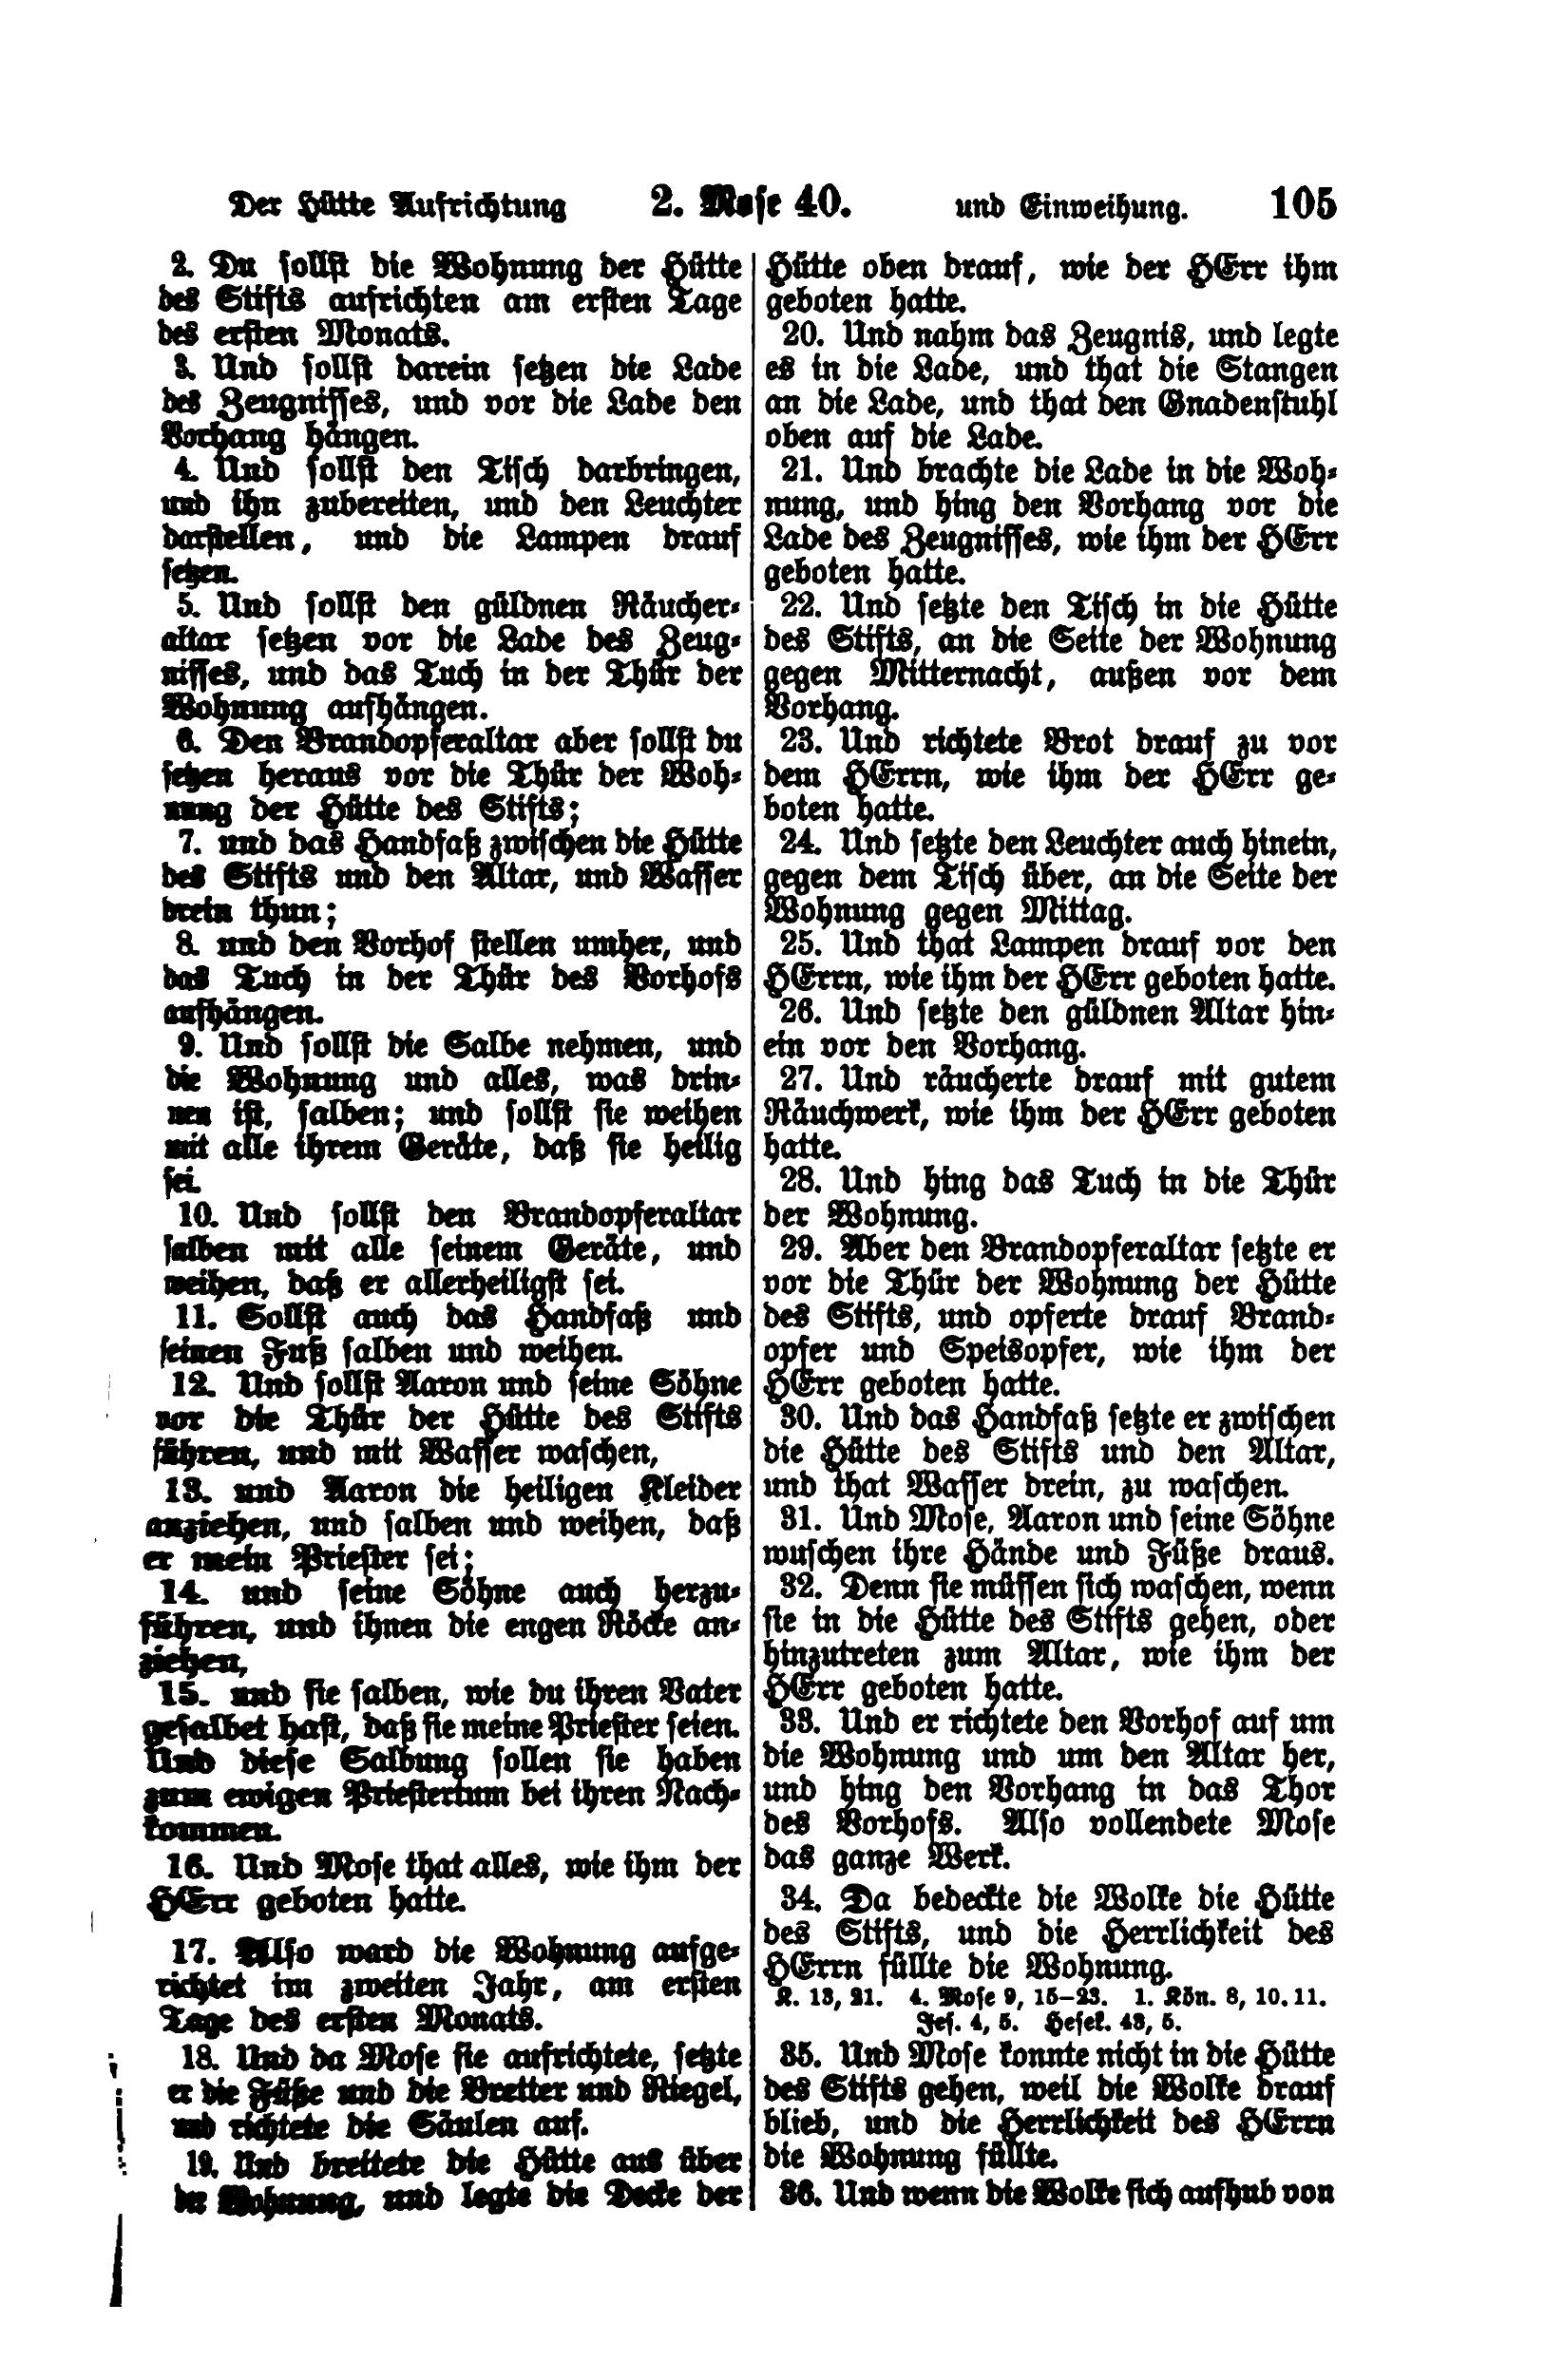 Der Hütte Aufrichtung 2. Mose 40. und Einweihung. 105
2. Du sollst die Wohnung der Hütte
des Stifts aufrichten am ersten Tage
des ersten Monats.
3. Und sollst darein setzen die Lade
des Zeugnisses, und vor die Lade den
Vorhang hängen.
4. Und sollst den Tisch darbringen,
und ihn zubereiten, und den Leuchter
darstellen, und die Lampen drauf
setzen.
5. Und sollst den güldnen Räucher-
altar setzen vor die Lade des Zeug-
nisses, und das Tuch in der Thür der
Wohnung aufhängen.
6. Den Brandopferaltar aber sollst du
setzen heraus vor die Thür der Woh-
nung der Hütte des Stifts;
7. und das Handfaß zwischen die Hütte
des Stifts und den Altar, und Wasser
drein thun;
8. und den Vorhof stellen umher, und
das Tuch in der Thür des Vorhofs
aufhängen.
9. Und sollst die Salbe nehmen, und
die Wohnung und alles, was drin-
nen ist, salben; und sollst sie weihen
mit alle ihrem Geräte, daß sie heilig
sei.
10. Und sollst den Brandopferaltar
salben mit alle seinem Geräte, und
weihen, daß er allerheiligst sei.
11. Sollst auch das Handfaß und
seinen Fuß salben und weihen.
12. Und sollst Aaron und seine Söhne
vor die Thür der Hütte des Stifts
führen, und mit Wasser waschen,
13. und Aaron die heiligen Kleider
anziehen, und salben und weihen, daß
er mein Priester sei;
14. und seine Söhne auch herzu-
führen, und ihnen die engen Röcke an-
ziehen,
15. und sie salben, wie du ihren Vater
gesalbet hast, daß sie meine Priester seien.
Und diese Salbung sollen sie haben
zum ewigen Priestertum bei ihren Nach-
kommen.
16. Und Mose that alles, wie ihm der
HErr geboten hatte.
17. Also ward die Wohnung aufge-
richtet im zweiten Jahr, am ersten
Tage des ersten Monats.
18. Und da Mose sie aufrichtete, setzte
er die Füße und die Bretter und Riegel,
und richtete die Säulen auf.
19. Und breitete die Hütte aus über
der Wohnung, und legte die Decke der
Hütte oben drauf, wie der HErr ihm
geboten hatte.
20. Und nahm das Zeugnis, und legte
es in die Lade, und that die Stangen
an die Lade, und that den Gnadenstuhl
oben auf die Lade.
21. Und brachte die Lade in die Woh-
nung, und hing den Vorhang vor die
Lade des Zeugnisses, wie ihm der HErr
geboten hatte.
22. Und setzte den Tisch in die Hütte
des Stifts, an die Seite der Wohnung
gegen Mitternacht, außen vor dem
Vorhang.
23. Und richtete Brot drauf zu vor
dem HErrn, wie ihm der HErr ge-
boten hatte.
24. Und setzte den Leuchter auch hinein,
gegen dem Tisch über, an die Seite der
Wohnung gegen Mittag.
25. Und that Lampen drauf vor den
HErrn, wie ihm der HErr geboten hatte.
26. Und setzte den güldnen Altar hin-
ein vor den Vorhang.
27. Und räucherte drauf mit gutem
Räuchwerk, wie ihm der HErr geboten
hatte.
28. Und hing das Tuch in die Thür
der Wohnung.
29. Aber den Brandopferaltar setzte er
vor die Thür der Wohnung der Hütte
des Stifts, und opferte drauf Brand-
opfer und Speisopfer, wie ihm der
HErr geboten hatte.
30. Und das Handfaß setzte er zwischen
die Hütte des Stifts und den Altar,
und that Wasser drein, zu waschen.
31. Und Mose, Aaron und seine Söhne
wuschen ihre Hände und Füße draus.
32. Denn sie müssen sich waschen, wenn
sie in die Hütte des Stifts gehen, oder
hinzutreten zum Altar, wie ihm der
HErr geboten hatte.
33. Und er richtete den Vorhof auf um
die Wohnung und um den Altar her,
und hing den Vorhang in das Thor
des Vorhofs. Also vollendete Mose
das ganze Werk.
34. Da bedeckte die Wolke die Hütte
des Stifts, und die Herrlichkeit des
HErrn füllte die Wohnung.
K. 13, 21. 4. Mose 9, 15–23. 1. Kön. 8, 10. 11.
Jes. 4, 5. Hesek. 43, 5.
35. Und Mose konnte nicht in die Hütte
des Stifts gehen, weil die Wolke drauf
blieb, und die Herrlichkeit des HErrn
die Wohnung füllte.
36. Und wenn die Wolke sich aufhub von